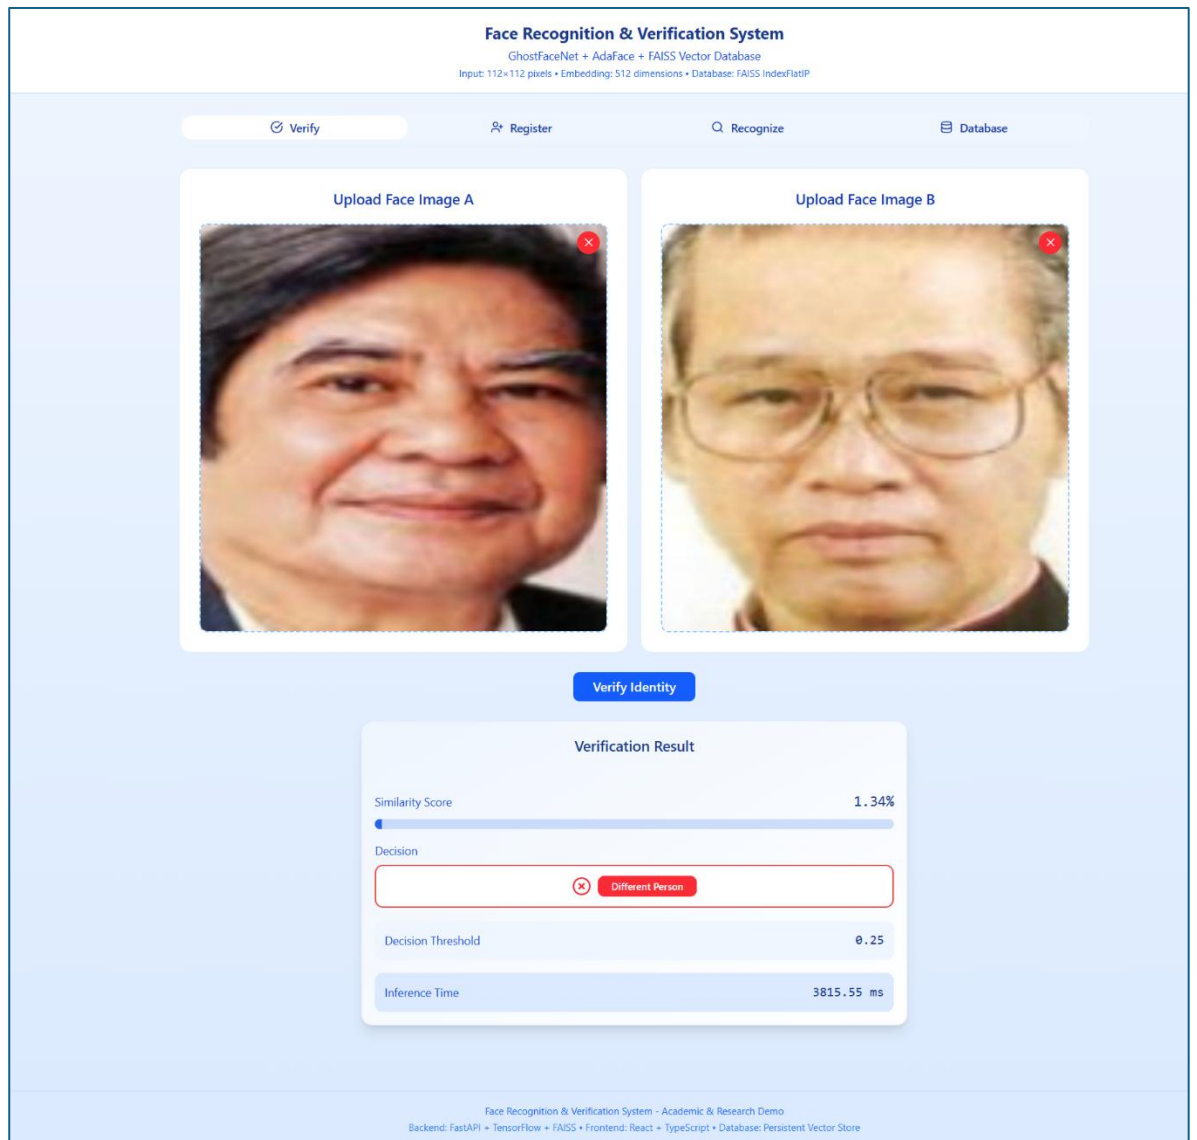 Face Recognition & Verification System
GhostFaceNet + AdaFace + FAISS Vector Database
Input: 112×112 pixels • Embedding: 512 dimensions • Database: FAISS IndexFlatIP
Verify
Register
Recognize
Database
Upload Face Image A
Upload Face Image B
Verify Identity
Verification Result
Similarity Score 1.34%
Decision
Different Person
Decision Threshold 0.25
Inference Time 3815.55 ms
Face Recognition & Verification System - Academic & Research Demo
Backend: FastAPI + TensorFlow + FAISS • Frontend: React + TypeScript • Database: Persistent Vector Store